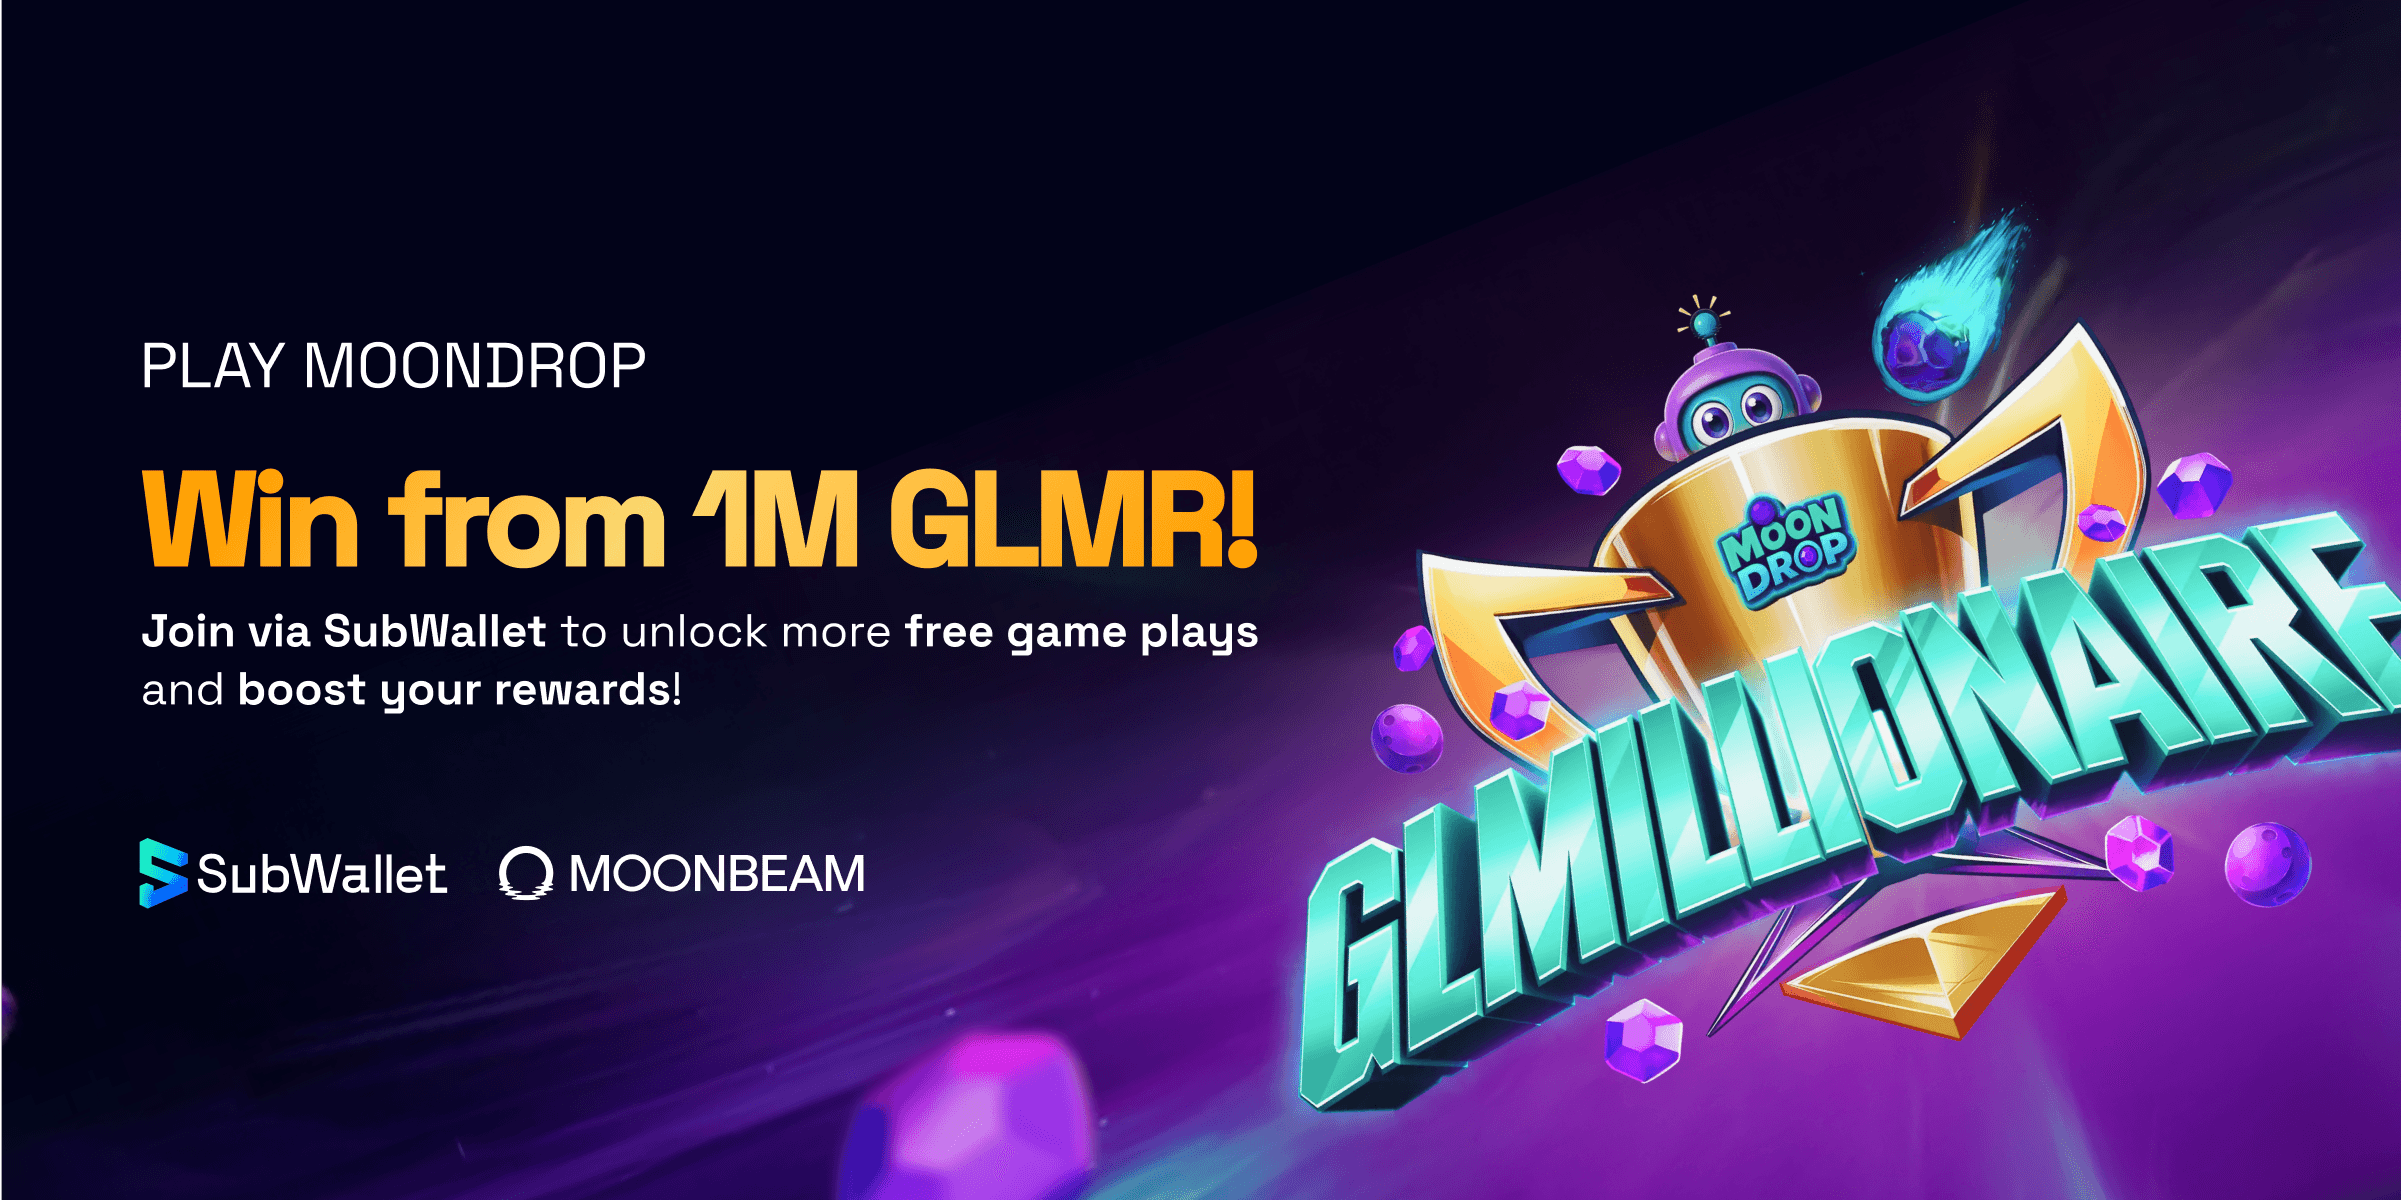 PLAY MOONDROP
Win from 1M GLMR!
Join via SubWallet to unlock more free game plays
and boost your rewards!
SubWallet
MOONBEAM
MOON
DROP
GLMILLIONAIRE